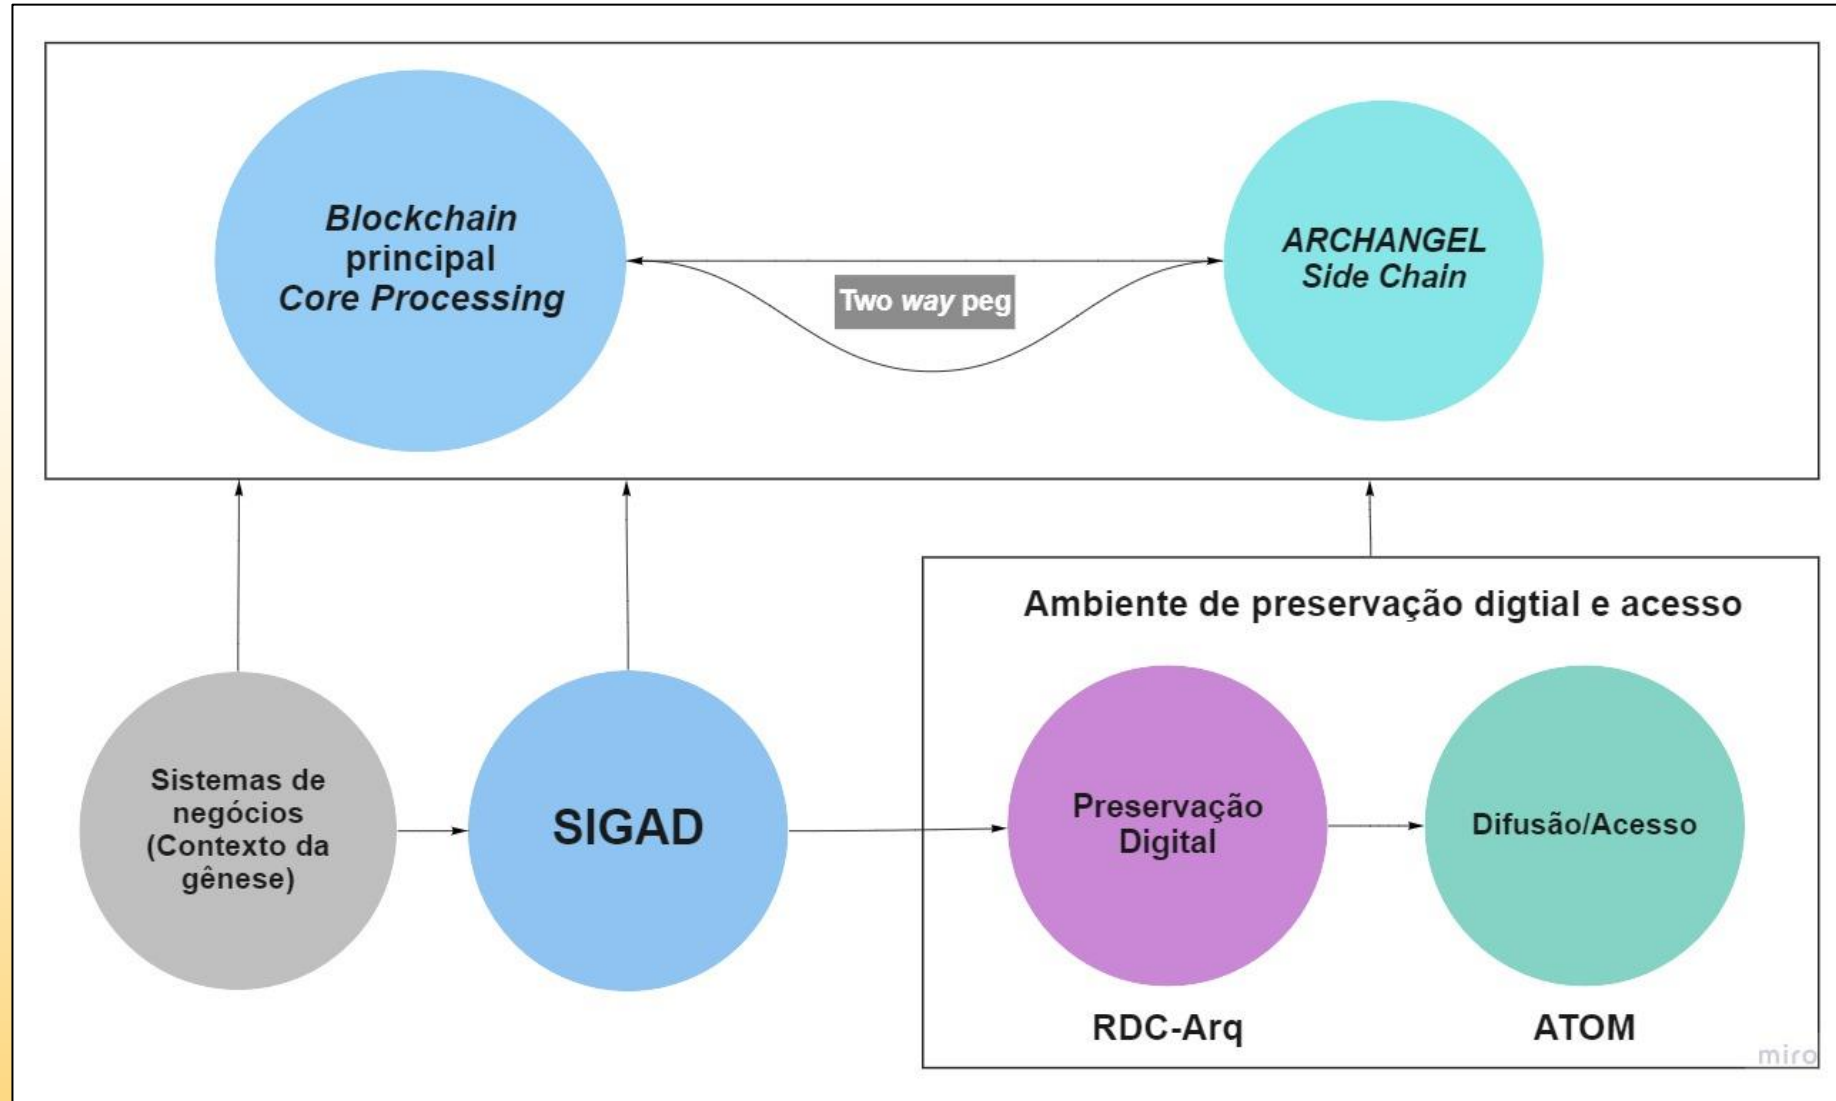 Blockchain
principal
Core Processing
ARCHANGEL
Side Chain
Two way peg
Ambiente de preservação digtial e acesso
Sistemas de
negócios
(Contexto da
gênese)
SIGAD
Preservação
Digital
Difusão/Acesso
RDC-Arq
ATOM
miro